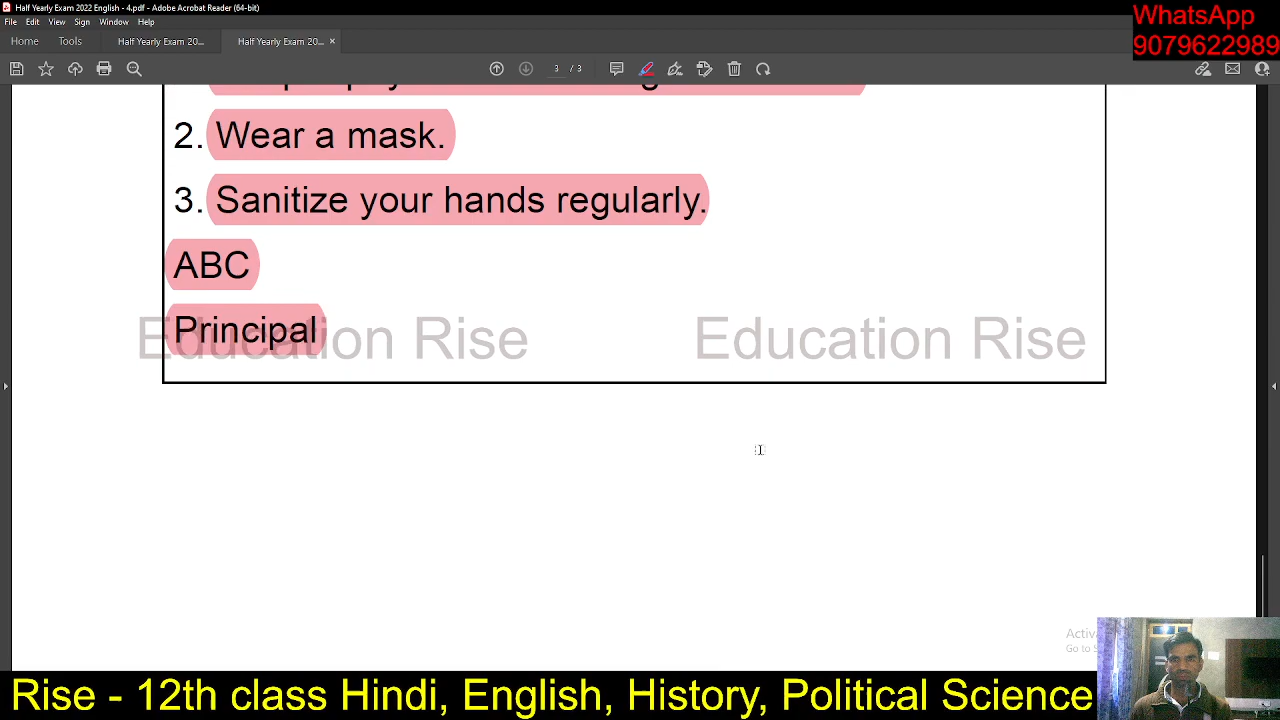 Half Yearly Exam 2022 English - 4.pdf - Adobe Acrobat Reader (64-bit)
File Edit View Sign Window Help
WhatsApp
9079622989
Home Tools Half Yearly Exam 20... Half Yearly Exam 20... ×
3 / 3
2. Wear a mask.
3. Sanitize your hands regularly.
ABC
Principal
Education Rise Education Rise
Go to S
Rise - 12th class Hindi, English, History, Political Science